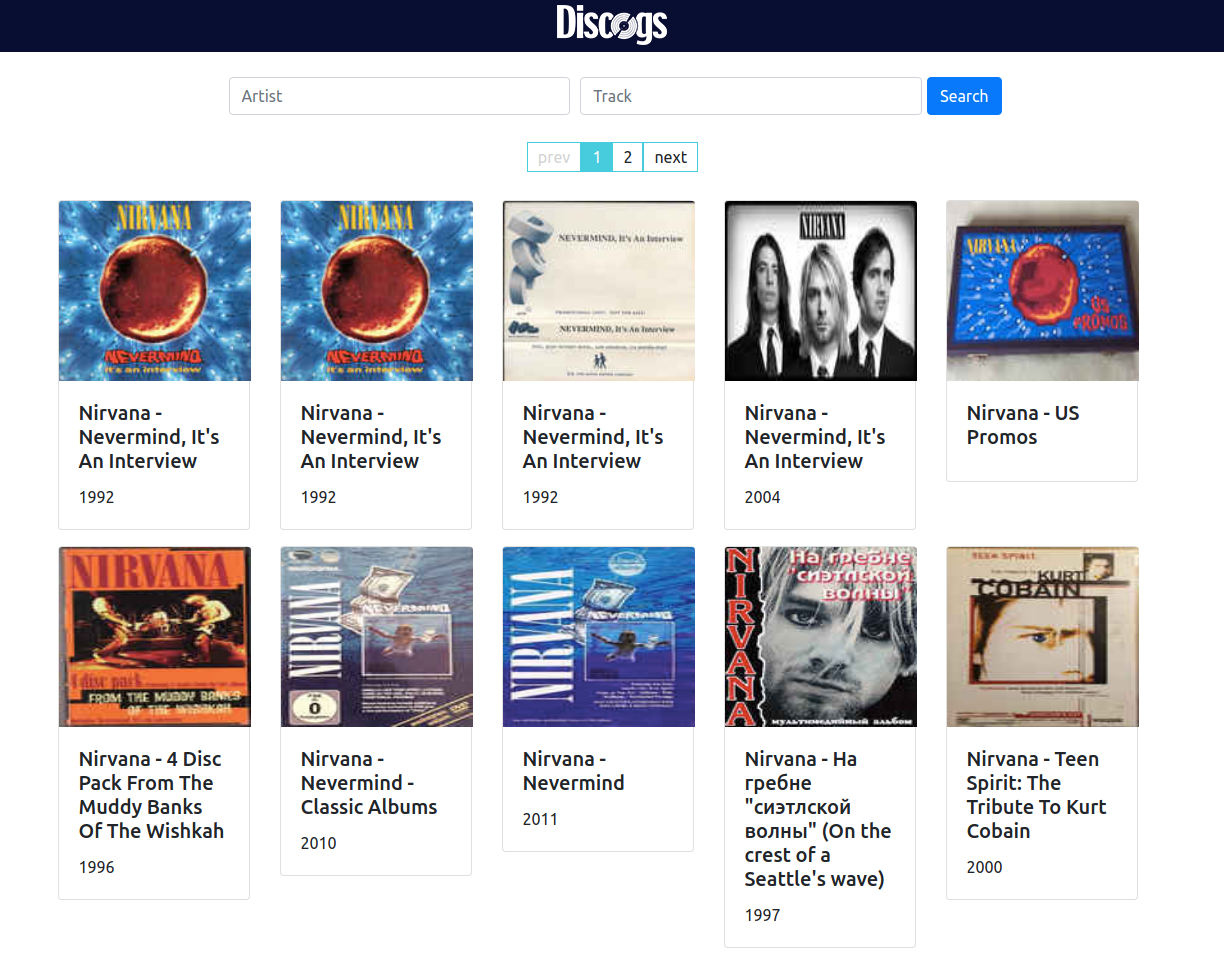 Discogs
Artist
Track
Search
prev
1
2
next
NIRVANA
NEVERMIND
it's an interview
NIRVANA
NEVERMIND
it's an interview
NEVERMIND, It's An Interview
NEVERMIND, It's An Interview
NIRVANA
NIRVANA
US
PROMOS
Nirvana -
Nevermind, It's
An Interview
1992
Nirvana -
Nevermind, It's
An Interview
1992
Nirvana -
Nevermind, It's
An Interview
1992
Nirvana -
Nevermind, It's
An Interview
2004
Nirvana - US
Promos
NIRVANA
4 disc pack
FROM THE MUDDY BANKS
OF THE WISHKAH
NIRVANA
NEVERMIND
0
DVD
NIRVANA
NEVERMIND
NIRVANA
На гребне
"сиэтлской
волны"
мультимедийный альбом
TEEN SPIRIT
KURT
COBAIN
Nirvana - 4 Disc
Pack From The
Muddy Banks
Of The Wishkah
1996
Nirvana -
Nevermind -
Classic Albums
2010
Nirvana -
Nevermind
2011
Nirvana - На
гребне
"сиэтлской
волны" (On the
crest of a
Seattle's wave)
1997
Nirvana - Teen
Spirit: The
Tribute To Kurt
Cobain
2000